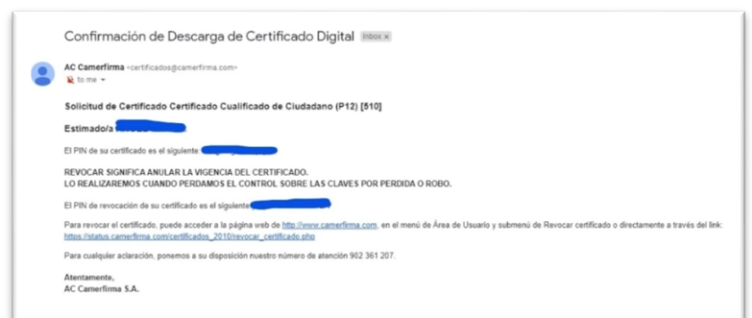 Confirmación de Descarga de Certificado Digital Inbox x
AC Camerfirma <certificados@camerfirma.com>
to me
Solicitud de Certificado Certificado Cualificado de Ciudadano (P12) [510]
Estimado/a
El PIN de su certificado es el siguiente
REVOCAR SIGNIFICA ANULAR LA VIGENCIA DEL CERTIFICADO.
LO REALIZAREMOS CUANDO PERDAMOS EL CONTROL SOBRE LAS CLAVES POR PERDIDA O ROBO.
El PIN de revocación de su certificado es el siguiente
Para revocar el certificado, puede acceder a la página web de http://www.camerfirma.com, en el menú de Área de Usuario y submenú de Revocar certificado o directamente a través del link:
https://status.camerfirma.com/certificados_2010/revocar_certificado.php
Para cualquier aclaración, ponemos a su disposición nuestro número de atención 902 361 207.
Atentamente,
AC Camerfirma S.A.